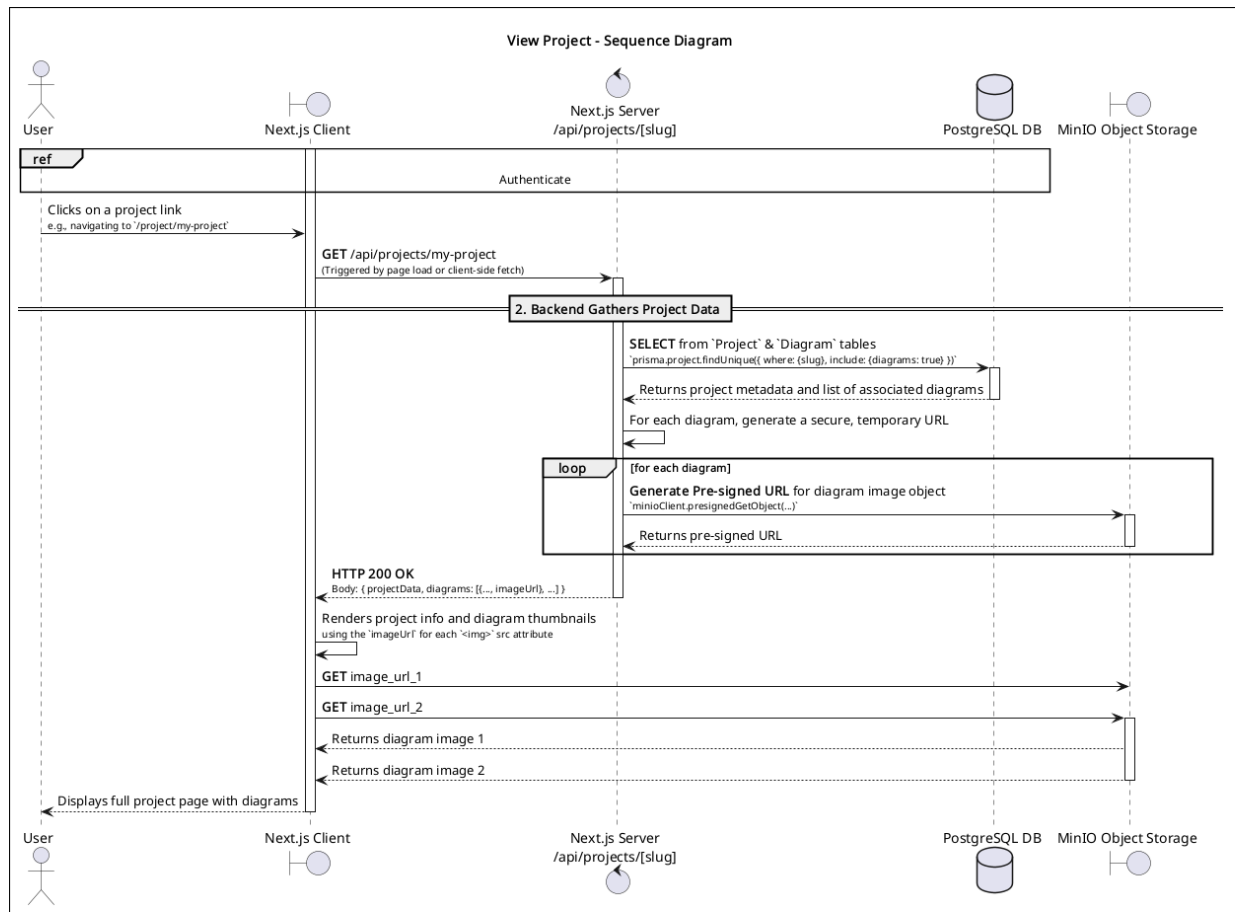 View Project - Sequence Diagram
User
Next.js Client
Next.js Server
/api/projects/[slug]
PostgreSQL DB
MinIO Object Storage
ref
Authenticate
Clicks on a project link
e.g., navigating to `/project/my-project`
GET /api/projects/my-project
(Triggered by page load or client-side fetch)
2. Backend Gathers Project Data
SELECT from `Project` & `Diagram` tables
`prisma.project.findUnique({ where: {slug}, include: {diagrams: true} })`
Returns project metadata and list of associated diagrams
For each diagram, generate a secure, temporary URL
loop [for each diagram]
Generate Pre-signed URL for diagram image object
`minioClient.presignedGetObject(...)`
Returns pre-signed URL
HTTP 200 OK
Body: { projectData, diagrams: [{..., imageUrl}, ...] }
Renders project info and diagram thumbnails
using the `imageUrl` for each `<img>` src attribute
GET image_url_1
GET image_url_2
Returns diagram image 1
Returns diagram image 2
Displays full project page with diagrams
User
Next.js Client
Next.js Server
/api/projects/[slug]
PostgreSQL DB
MinIO Object Storage